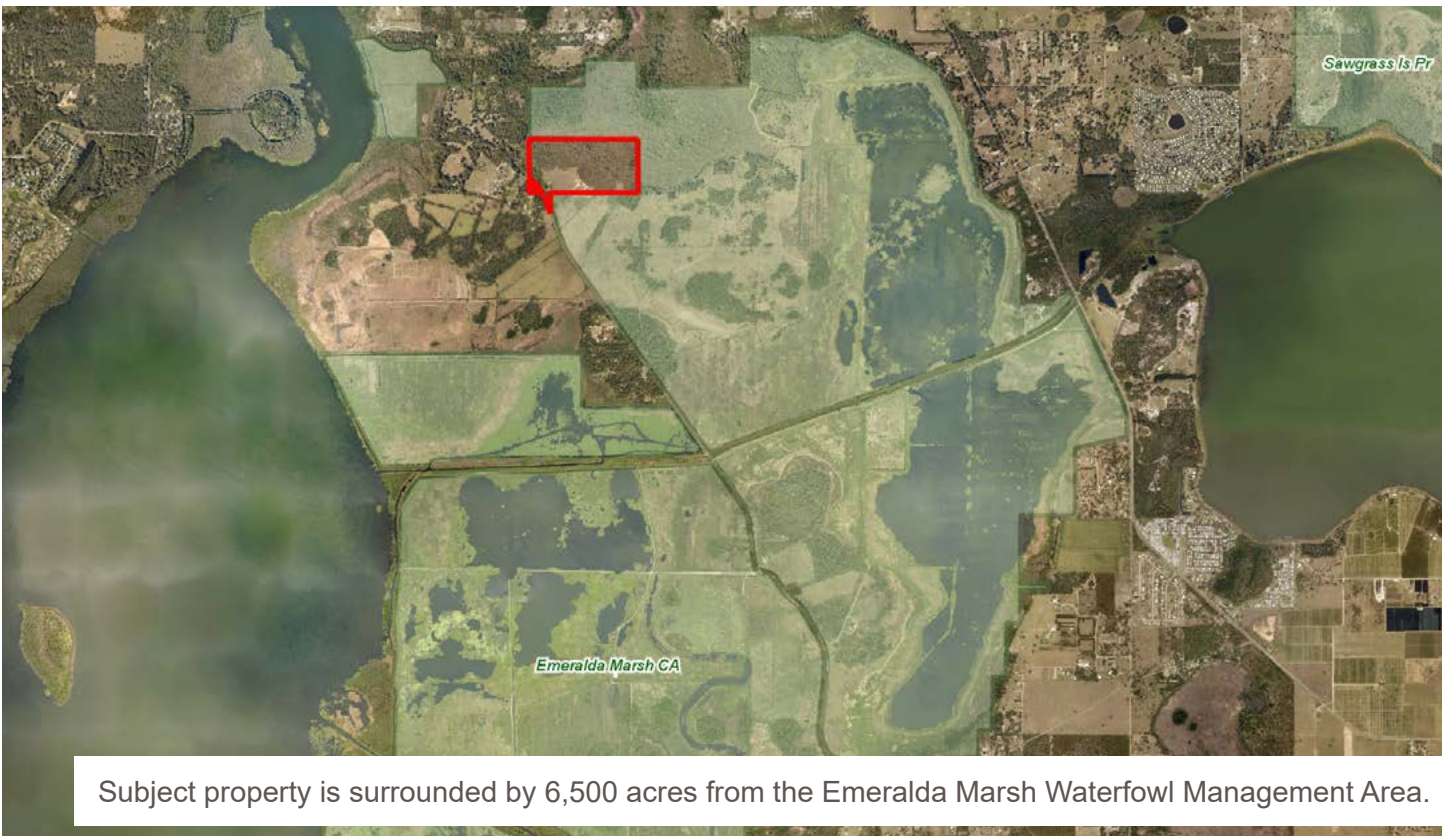 Sawgrass Is Pr
Emeralda Marsh CA
Subject property is surrounded by 6,500 acres from the Emeralda Marsh Waterfowl Management Area.